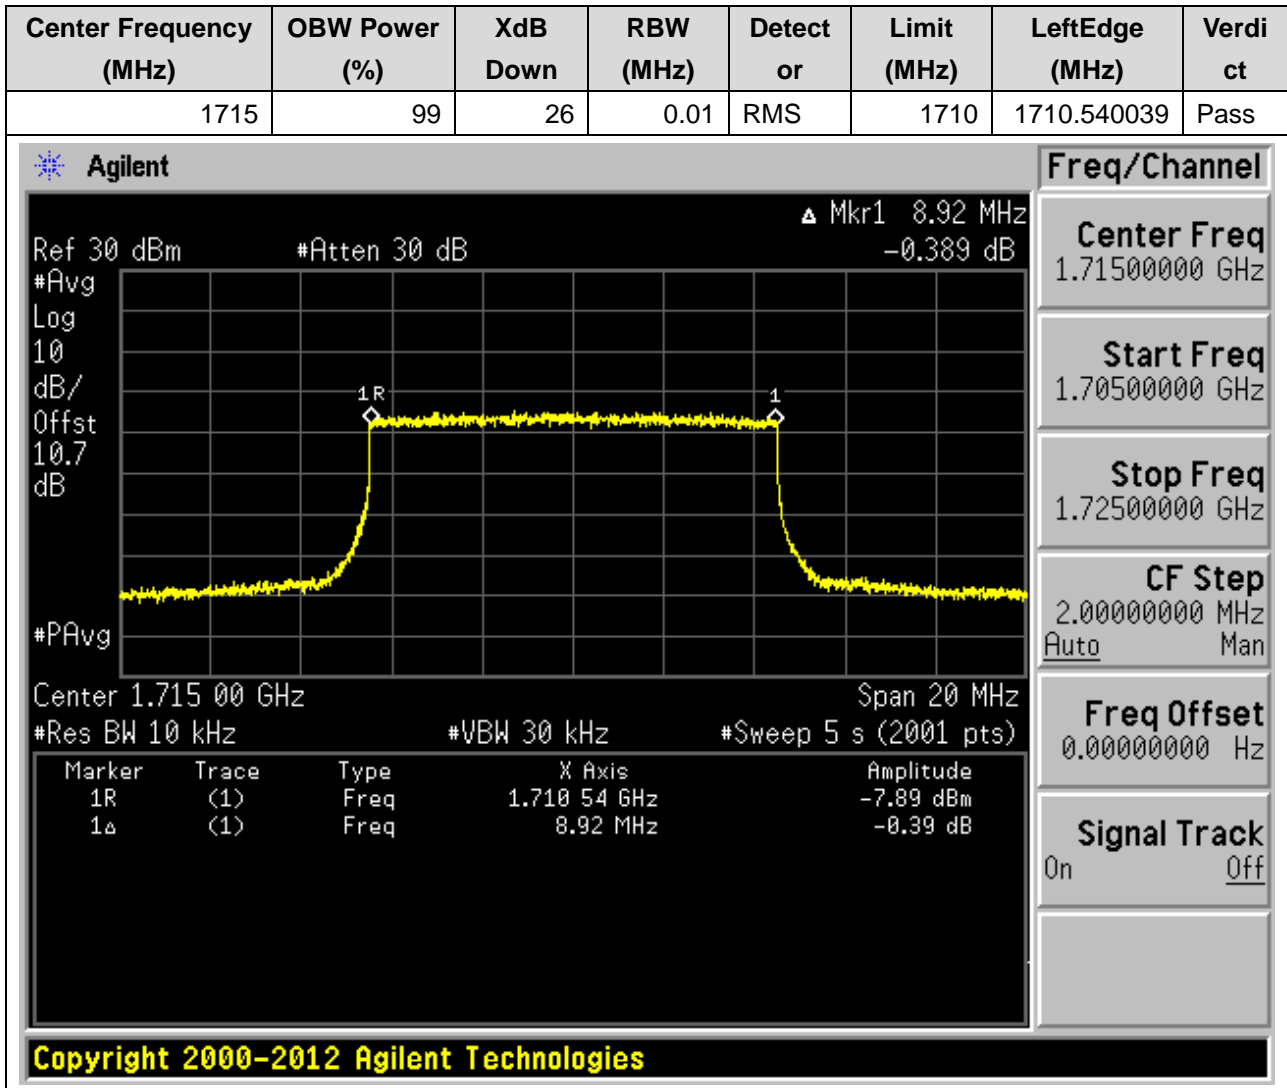 Center Frequency (MHz) OBW Power (%) XdB Down RBW (MHz) Detect or Limit (MHz) LeftEdge (MHz) Verdi ct
1715 99 26 0.01 RMS 1710 1710.540039 Pass
Agilent
Freq/Channel
Δ Mkr1 8.92 MHz
Ref 30 dBm #Atten 30 dB -0.389 dB
#Avg
Log
10
dB/
Offst
10.7
dB
#PAvg
1R
1
Center 1.715 00 GHz Span 20 MHz
#Res BW 10 kHz #VBW 30 kHz #Sweep 5 s (2001 pts)
Marker Trace Type X Axis Amplitude
1R (1) Freq 1.710 54 GHz -7.89 dBm
1Δ (1) Freq 8.92 MHz -0.39 dB
Center Freq
1.71500000 GHz
Start Freq
1.70500000 GHz
Stop Freq
1.72500000 GHz
CF Step
2.00000000 MHz
Auto Man
Freq Offset
0.00000000 Hz
Signal Track
On Off
Copyright 2000-2012 Agilent Technologies